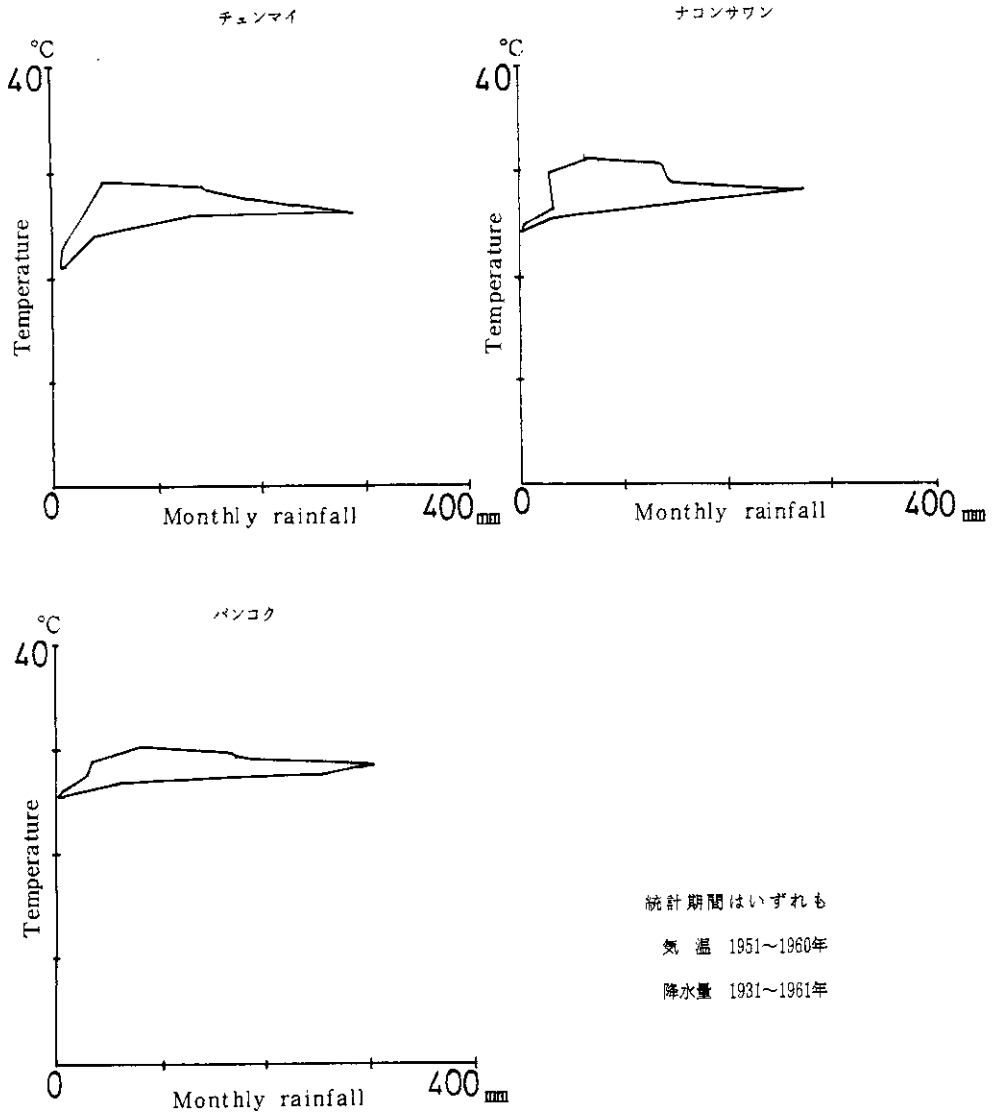 チェンマイ
°C
40
Temperature
0
400mm
Monthly rainfall
ナコンサワン
°C
40
Temperature
0
400mm
Monthly rainfall
バンコク
°C
40
Temperature
0
400mm
Monthly rainfall
統計期間はいずれも
気 温 1951~1960年
降水量 1931~1961年